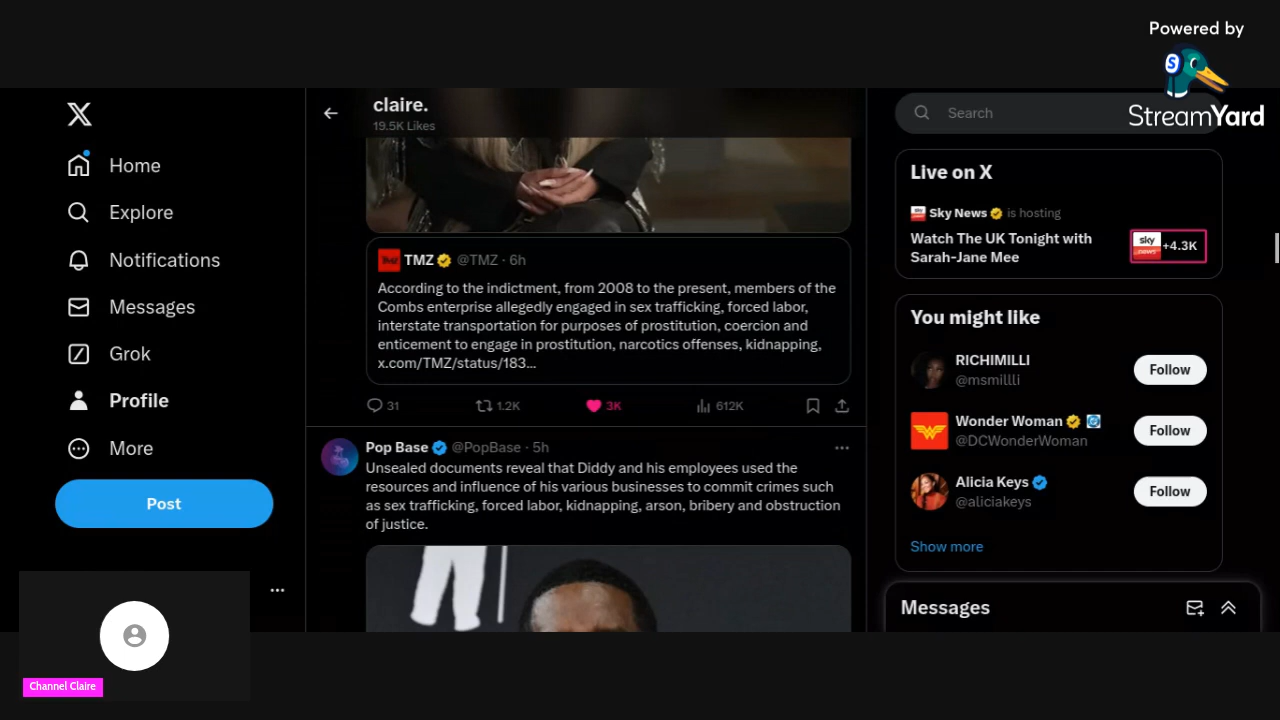 Powered by
StreamYard
Home
Explore
Notifications
Messages
Grok
Profile
More
Post
Channel Claire
claire.
19.5K Likes
TMZ @TMZ · 6h
According to the indictment, from 2008 to the present, members of the
Combs enterprise allegedly engaged in sex trafficking, forced labor,
interstate transportation for purposes of prostitution, coercion and
enticement to engage in prostitution, narcotics offenses, kidnapping,
x.com/TMZ/status/183...
31 1.2K 3K 612K
Pop Base @PopBase · 5h
Unsealed documents reveal that Diddy and his employees used the
resources and influence of his various businesses to commit crimes such
as sex trafficking, forced labor, kidnapping, arson, bribery and obstruction
of justice.
Search
Live on X
sky news Sky News is hosting
Watch The UK Tonight with
Sarah-Jane Mee
sky news +4.3K
You might like
RICHIMILLI
@msmillli
Follow
Wonder Woman
@DCWonderWoman
Follow
Alicia Keys
@aliciakeys
Follow
Show more
Messages